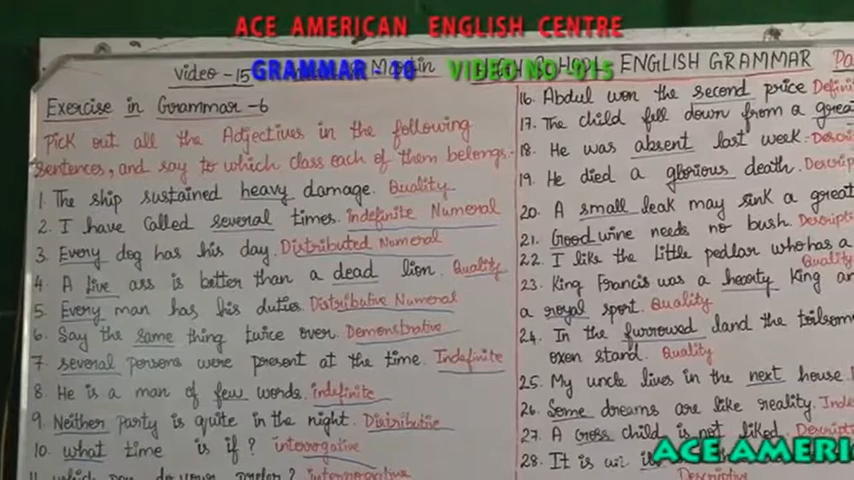 ACE AMERICAN ENGLISH CENTRE
GRAMMAR - 10 VIDEO NO - 015
video - 15
ENGLISH GRAMMAR
Exercise in Grammar - 6
Pick out all the Adjectives in the following
sentences, and say to which class each of them belongs.
1. The ship sustained heavy damage. Quality
2. I have called several times. Indefinite Numeral
3. Every dog has his day. Distributed Numeral
4. A live ass is better than a dead lion. Quality
5. Every man has his duties. Distributive Numeral
6. Say the same thing twice over. Demonstrative
7. several persons were present at the time. Indefinite
8. He is a man of few words. indefinite
9. Neither party is quite in the night. Distributive
10. what time is if? interrogative
11. which do your prefer? interrogative
16. Abdul won the second price
17. The child fell down from a great
18. He was absent last week.
19. He died a glorious death.
20. A small leak may sink a great
21. Good wine needs no bush.
22. I like the little pedlar who has a
Quality
23. King Francis was a hearty King
a royal sport. Quality
24. In the furrowed land the
oxen stand. Quality
25. My uncle lives in the next house.
26. Some dreams are like reality.
27. A cross child is not liked.
28. It is
Descriptive
ACE AMERIC